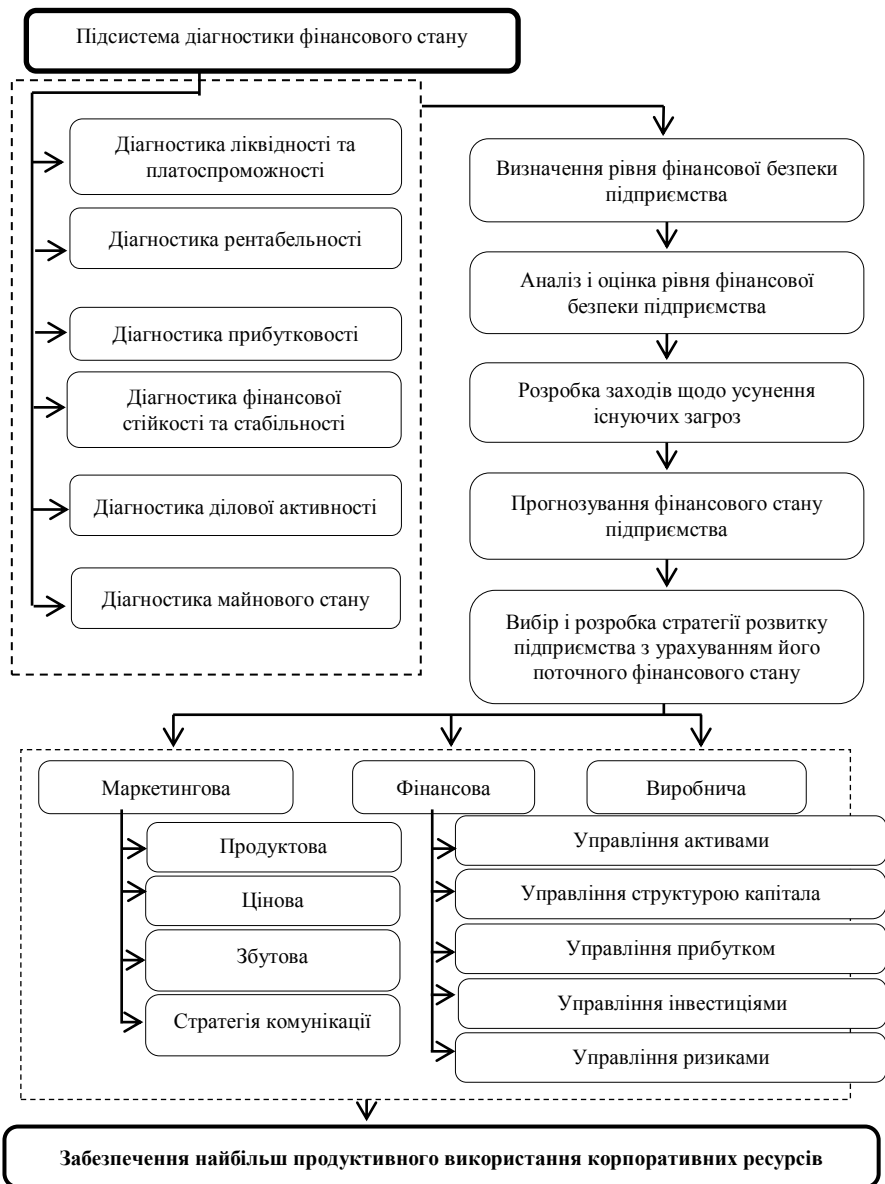 Підсистема діагностики фінансового стану
Діагностика ліквідності та
платоспроможності
Діагностика рентабельності
Діагностика прибутковості
Діагностика фінансової
стійкості та стабільності
Діагностика ділової активності
Діагностика майнового стану
Визначення рівня фінансової безпеки
підприємства
Аналіз і оцінка рівня фінансової
безпеки підприємства
Розробка заходів щодо усунення
існуючих загроз
Прогнозування фінансового стану
підприємства
Вибір і розробка стратегії розвитку
підприємства з урахуванням його
поточного фінансового стану
Маркетингова
Продуктова
Цінова
Збутова
Стратегія комунікації
Фінансова
Управління активами
Управління структурою капітала
Управління прибутком
Управління інвестиціями
Управління ризиками
Виробнича
Забезпечення найбільш продуктивного використання корпоративних ресурсів